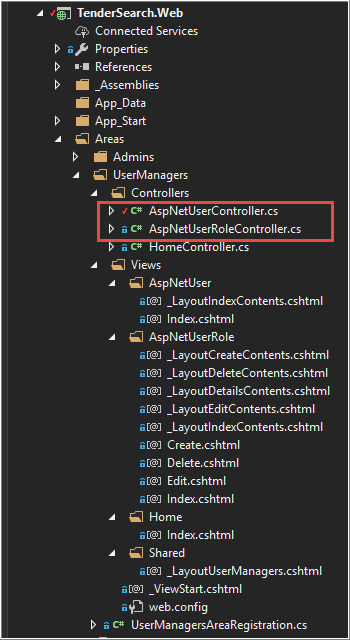 TenderSearch.Web
Connected Services
Properties
References
_Assemblies
App_Data
App_Start
Areas
Admins
UserManagers
Controllers
C# AspNetUserController.cs
C# AspNetUserRoleController.cs
C# HomeController.cs
Views
AspNetUser
[@] _LayoutIndexContents.cshtml
[@] Index.cshtml
AspNetUserRole
[@] _LayoutCreateContents.cshtml
[@] _LayoutDeleteContents.cshtml
[@] _LayoutDetailsContents.cshtml
[@] _LayoutEditContents.cshtml
[@] _LayoutIndexContents.cshtml
[@] Create.cshtml
[@] Delete.cshtml
[@] Edit.cshtml
[@] Index.cshtml
Home
[@] Index.cshtml
Shared
[@] _LayoutUserManagers.cshtml
[@] _ViewStart.cshtml
web.config
C# UserManagersAreaRegistration.cs